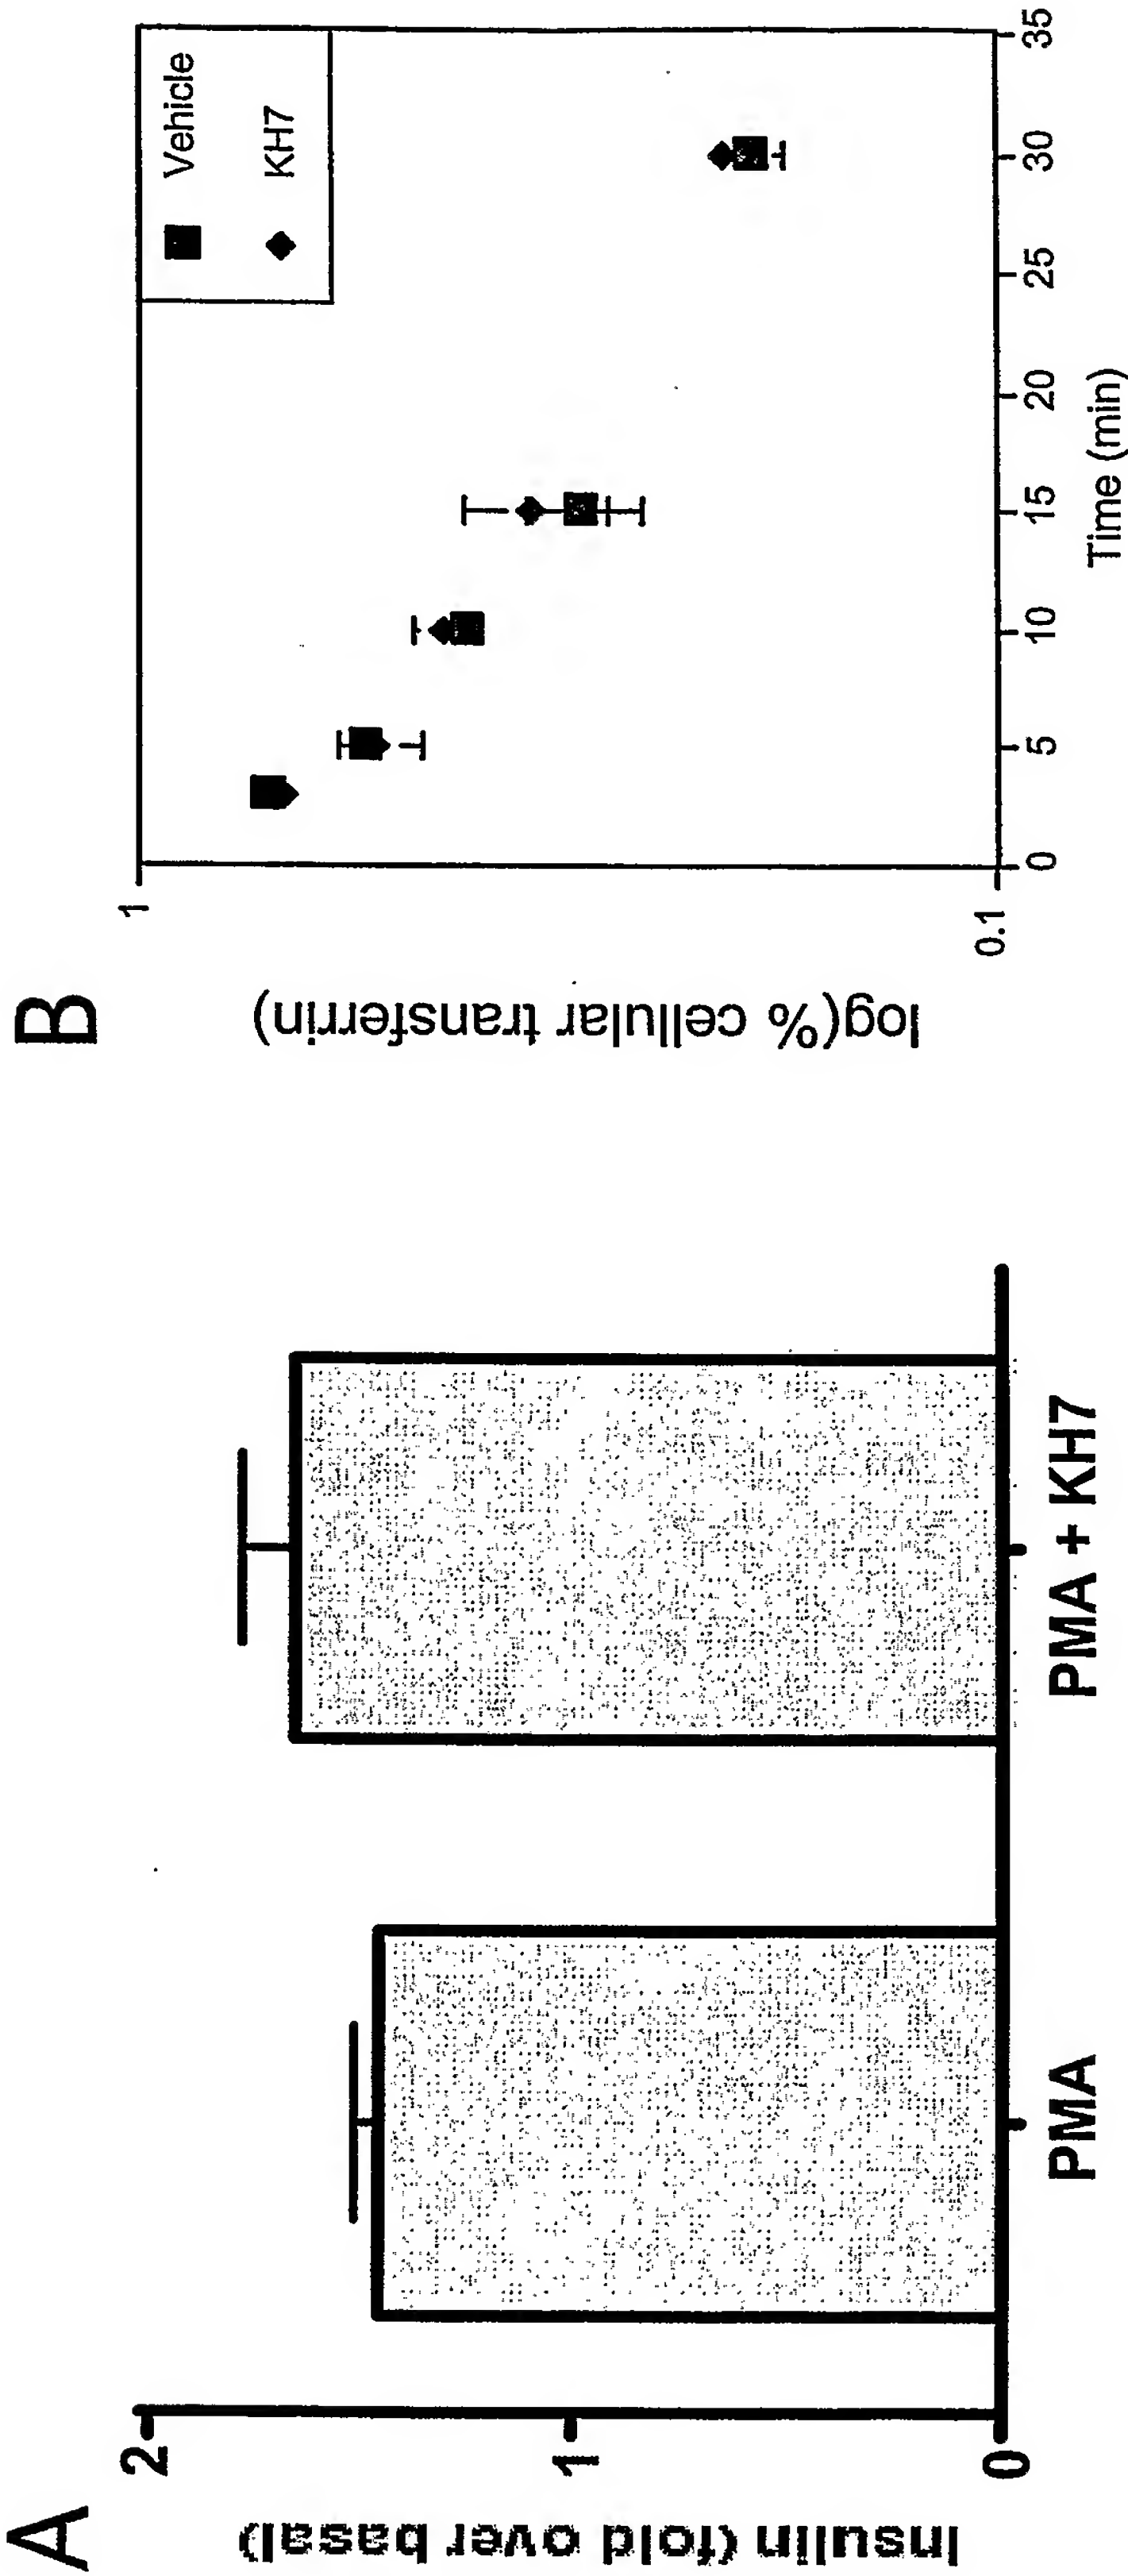 A
Insulin (fold over basal)
2
1
0
PMA
PMA + KH7
B
log(% cellular transferrin)
1
0.1
Vehicle
KH7
0 5 10 15 20 25 30 35
Time (min)